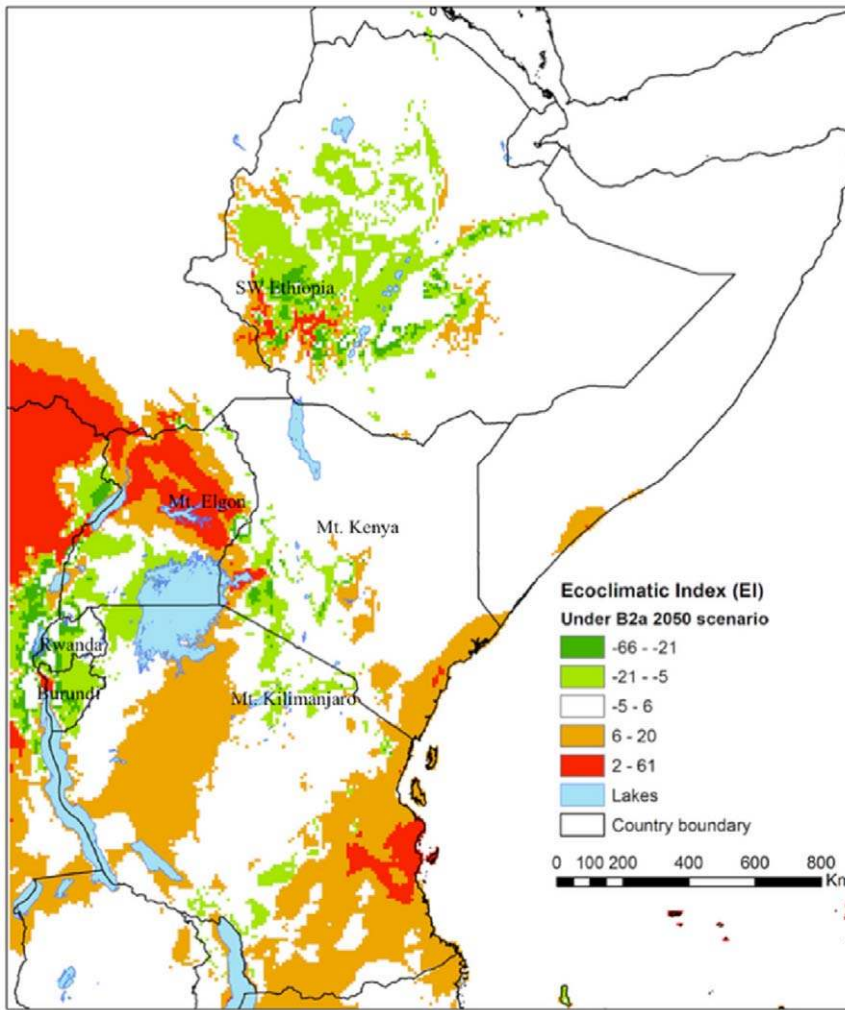 SW Ethiopia
Mt. Elgon
Mt. Kenya
Rwanda
Burundi
Mt. Kilimanjaro
Ecoclimatic Index (EI)
Under B2a 2050 scenario
-66 - -21
-21 - -5
-5 - 6
6 - 20
2 - 61
Lakes
Country boundary
0 100 200 400 600 800
Km